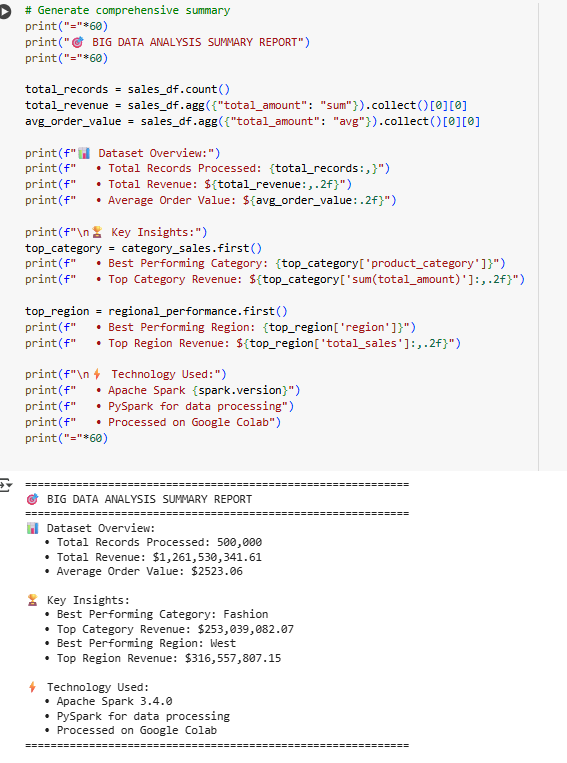 # Generate comprehensive summary
print("="*60)
print("🎯 BIG DATA ANALYSIS SUMMARY REPORT")
print("="*60)
total_records = sales_df.count()
total_revenue = sales_df.agg({"total_amount": "sum"}).collect()[0][0]
avg_order_value = sales_df.agg({"total_amount": "avg"}).collect()[0][0]
print(f"📊 Dataset Overview:")
print(f"   • Total Records Processed: {total_records:,}")
print(f"   • Total Revenue: ${total_revenue:,.2f}")
print(f"   • Average Order Value: ${avg_order_value:.2f}")
print(f"\n🏆 Key Insights:")
top_category = category_sales.first()
print(f"   • Best Performing Category: {top_category['product_category']}")
print(f"   • Top Category Revenue: ${top_category['sum(total_amount)']:,.2f}")
top_region = regional_performance.first()
print(f"   • Best Performing Region: {top_region['region']}")
print(f"   • Top Region Revenue: ${top_region['total_sales']:,.2f}")
print(f"\n⚡ Technology Used:")
print(f"   • Apache Spark {spark.version}")
print(f"   • PySpark for data processing")
print(f"   • Processed on Google Colab")
print("="*60)
============================================================
🎯 BIG DATA ANALYSIS SUMMARY REPORT
============================================================
📊 Dataset Overview:
   • Total Records Processed: 500,000
   • Total Revenue: $1,261,530,341.61
   • Average Order Value: $2523.06
🏆 Key Insights:
   • Best Performing Category: Fashion
   • Top Category Revenue: $253,039,082.07
   • Best Performing Region: West
   • Top Region Revenue: $316,557,807.15
⚡ Technology Used:
   • Apache Spark 3.4.0
   • PySpark for data processing
   • Processed on Google Colab
============================================================